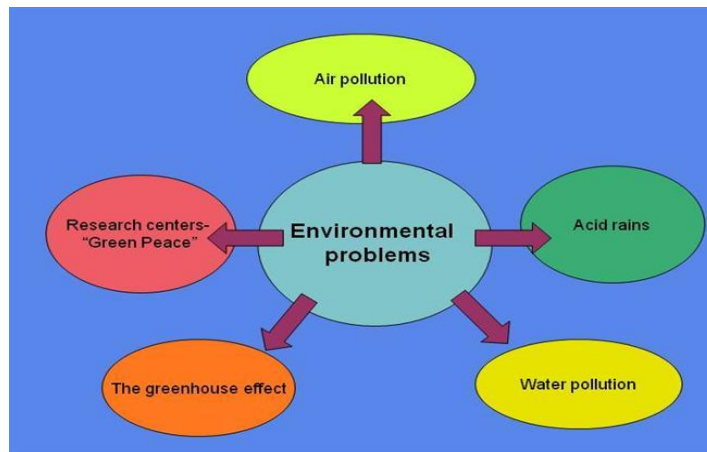 Air pollution
Research centers-
“Green Peace”
Environmental
problems
Acid rains
The greenhouse effect
Water pollution